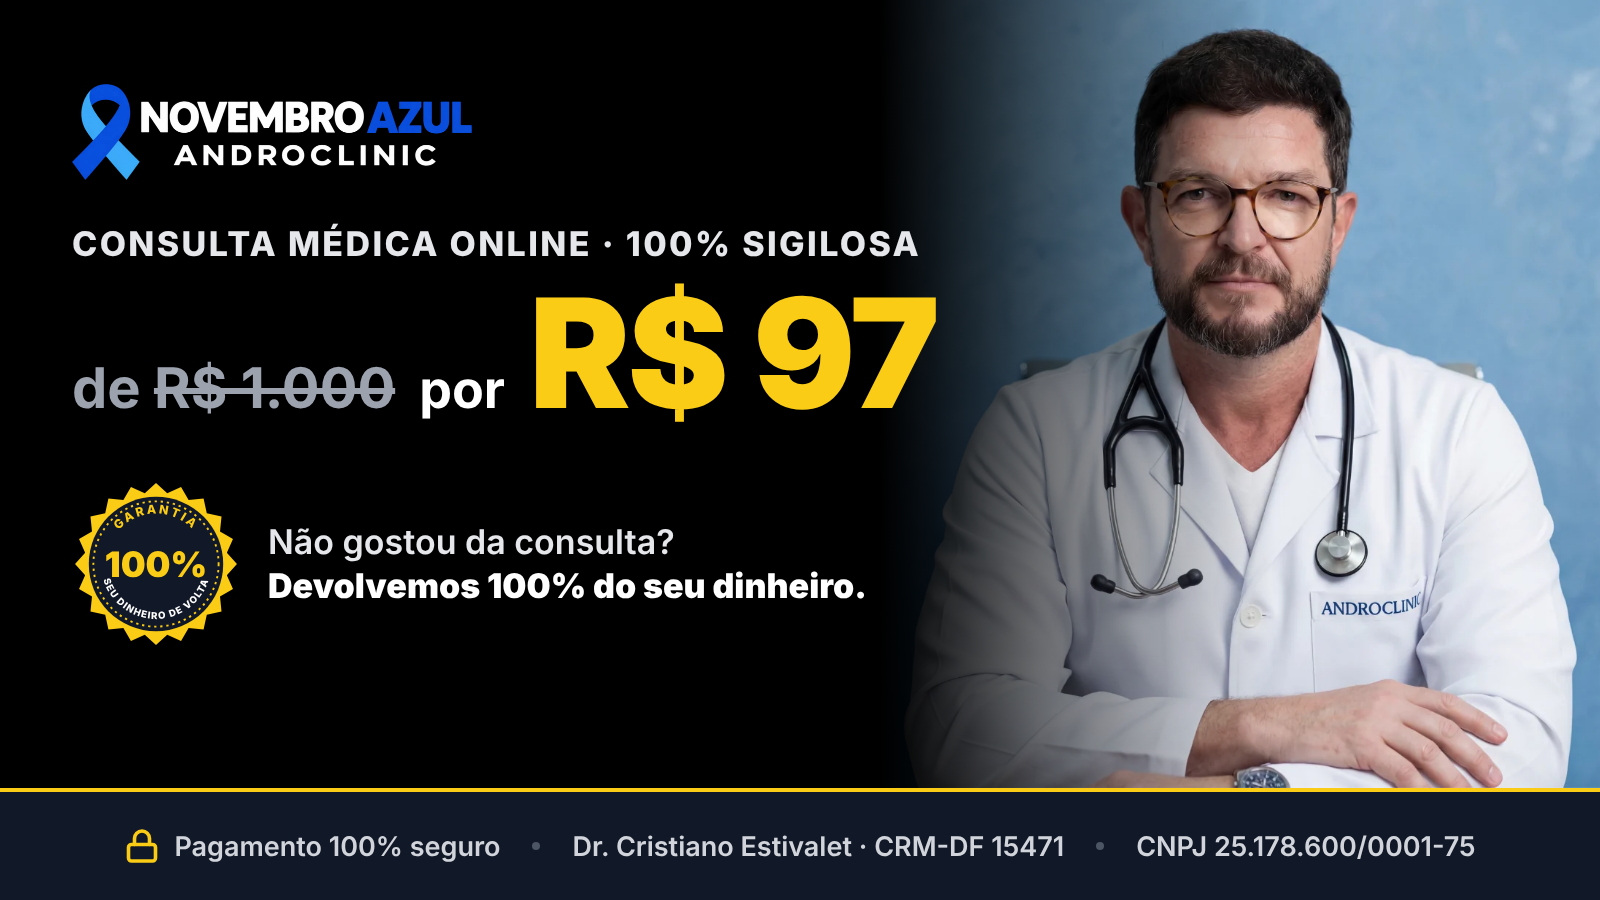 NOVEMBRO AZUL
ANDROCLINIC
CONSULTA MÉDICA ONLINE · 100% SIGILOSA
de R$ 1.000 por R$ 97
GARANTIA
100%
SEU DINHEIRO DE VOLTA
Não gostou da consulta?
Devolvemos 100% do seu dinheiro.
ANDROCLINIC
Pagamento 100% seguro • Dr. Cristiano Estivalet · CRM-DF 15471 • CNPJ 25.178.600/0001-75